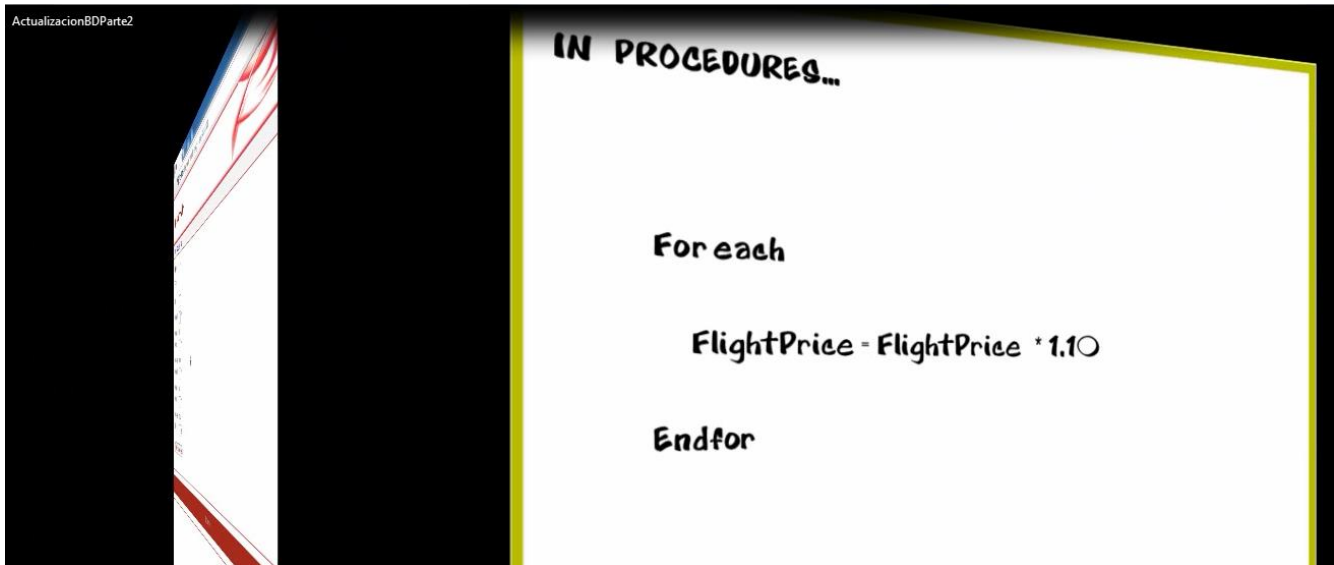 ActualizacionBDParte2
IN PROCEDURES...
For each
FlightPrice = FlightPrice * 1.10
Endfor